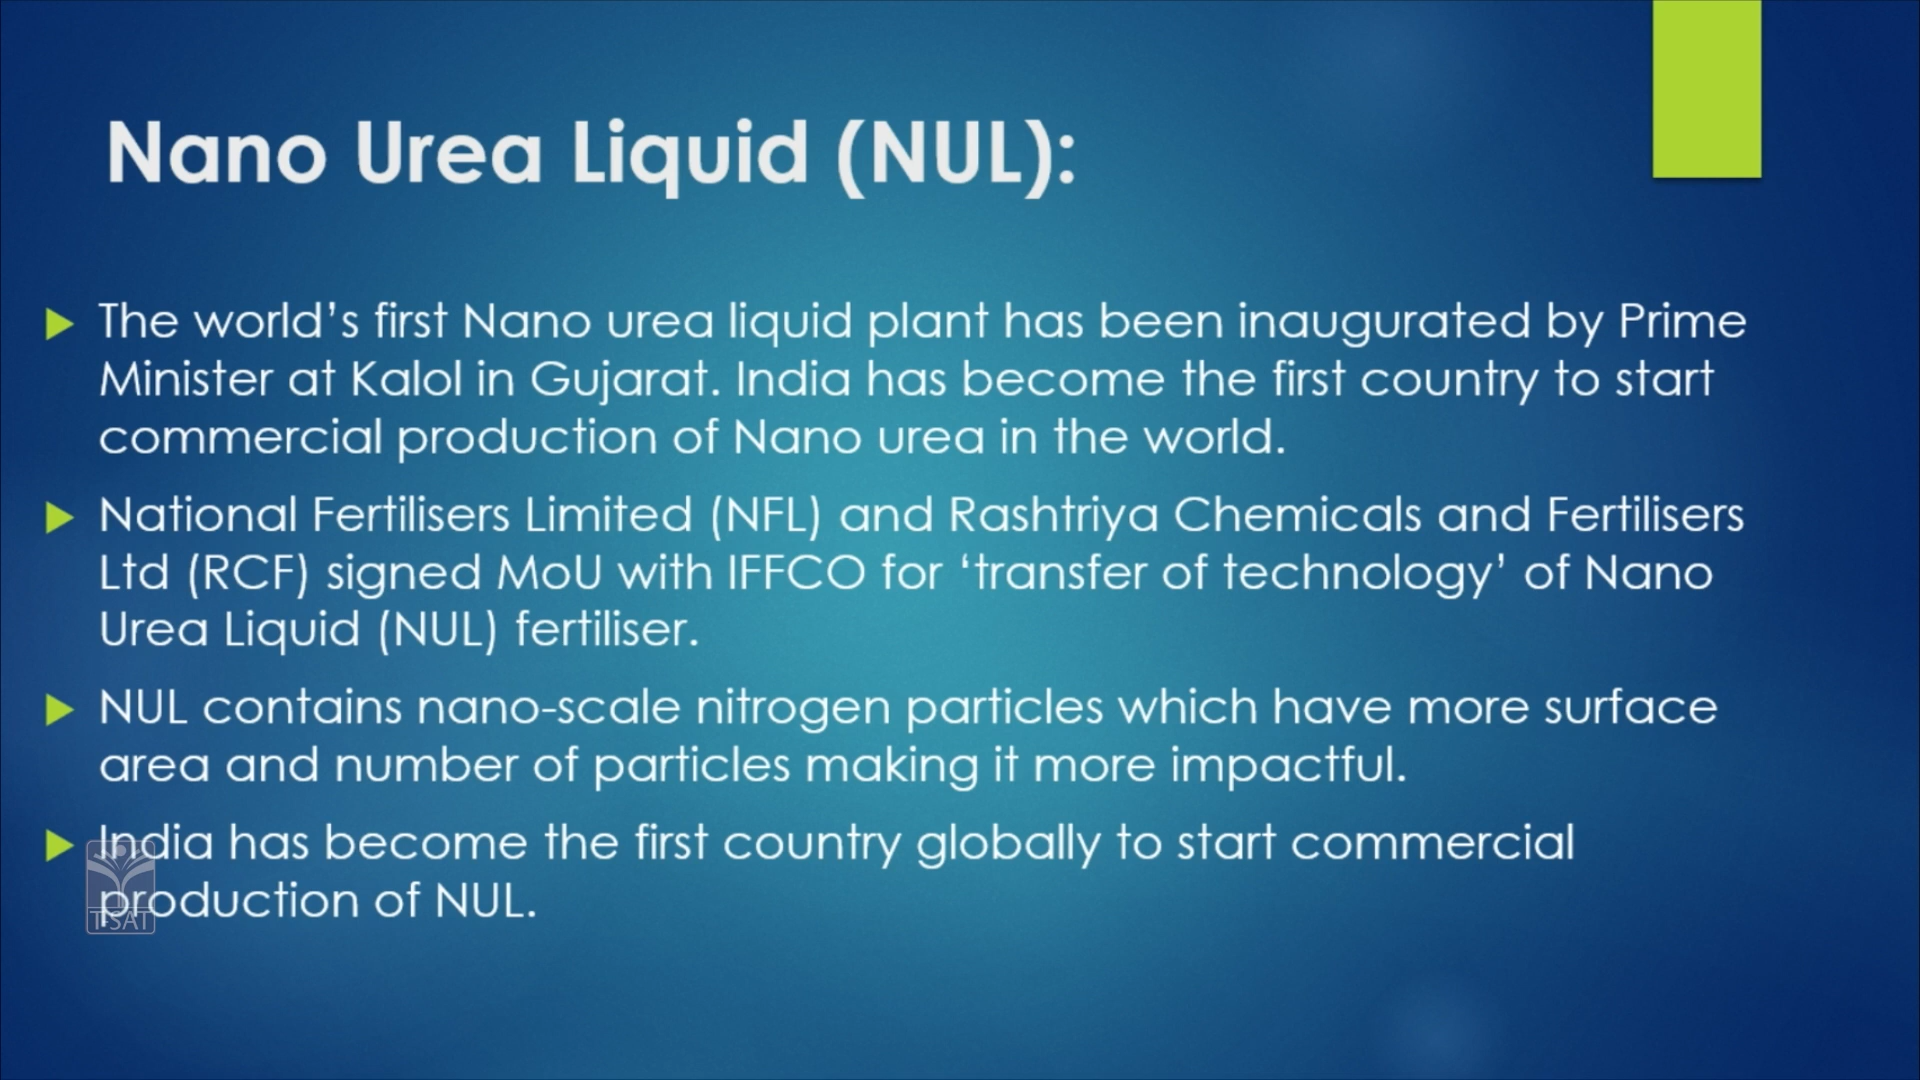 Nano Urea Liquid (NUL):
The world’s first Nano urea liquid plant has been inaugurated by Prime
Minister at Kalol in Gujarat. India has become the first country to start
commercial production of Nano urea in the world.
National Fertilisers Limited (NFL) and Rashtriya Chemicals and Fertilisers
Ltd (RCF) signed MoU with IFFCO for ‘transfer of technology’ of Nano
Urea Liquid (NUL) fertiliser.
NUL contains nano-scale nitrogen particles which have more surface
area and number of particles making it more impactful.
India has become the first country globally to start commercial
production of NUL.
T-SAT